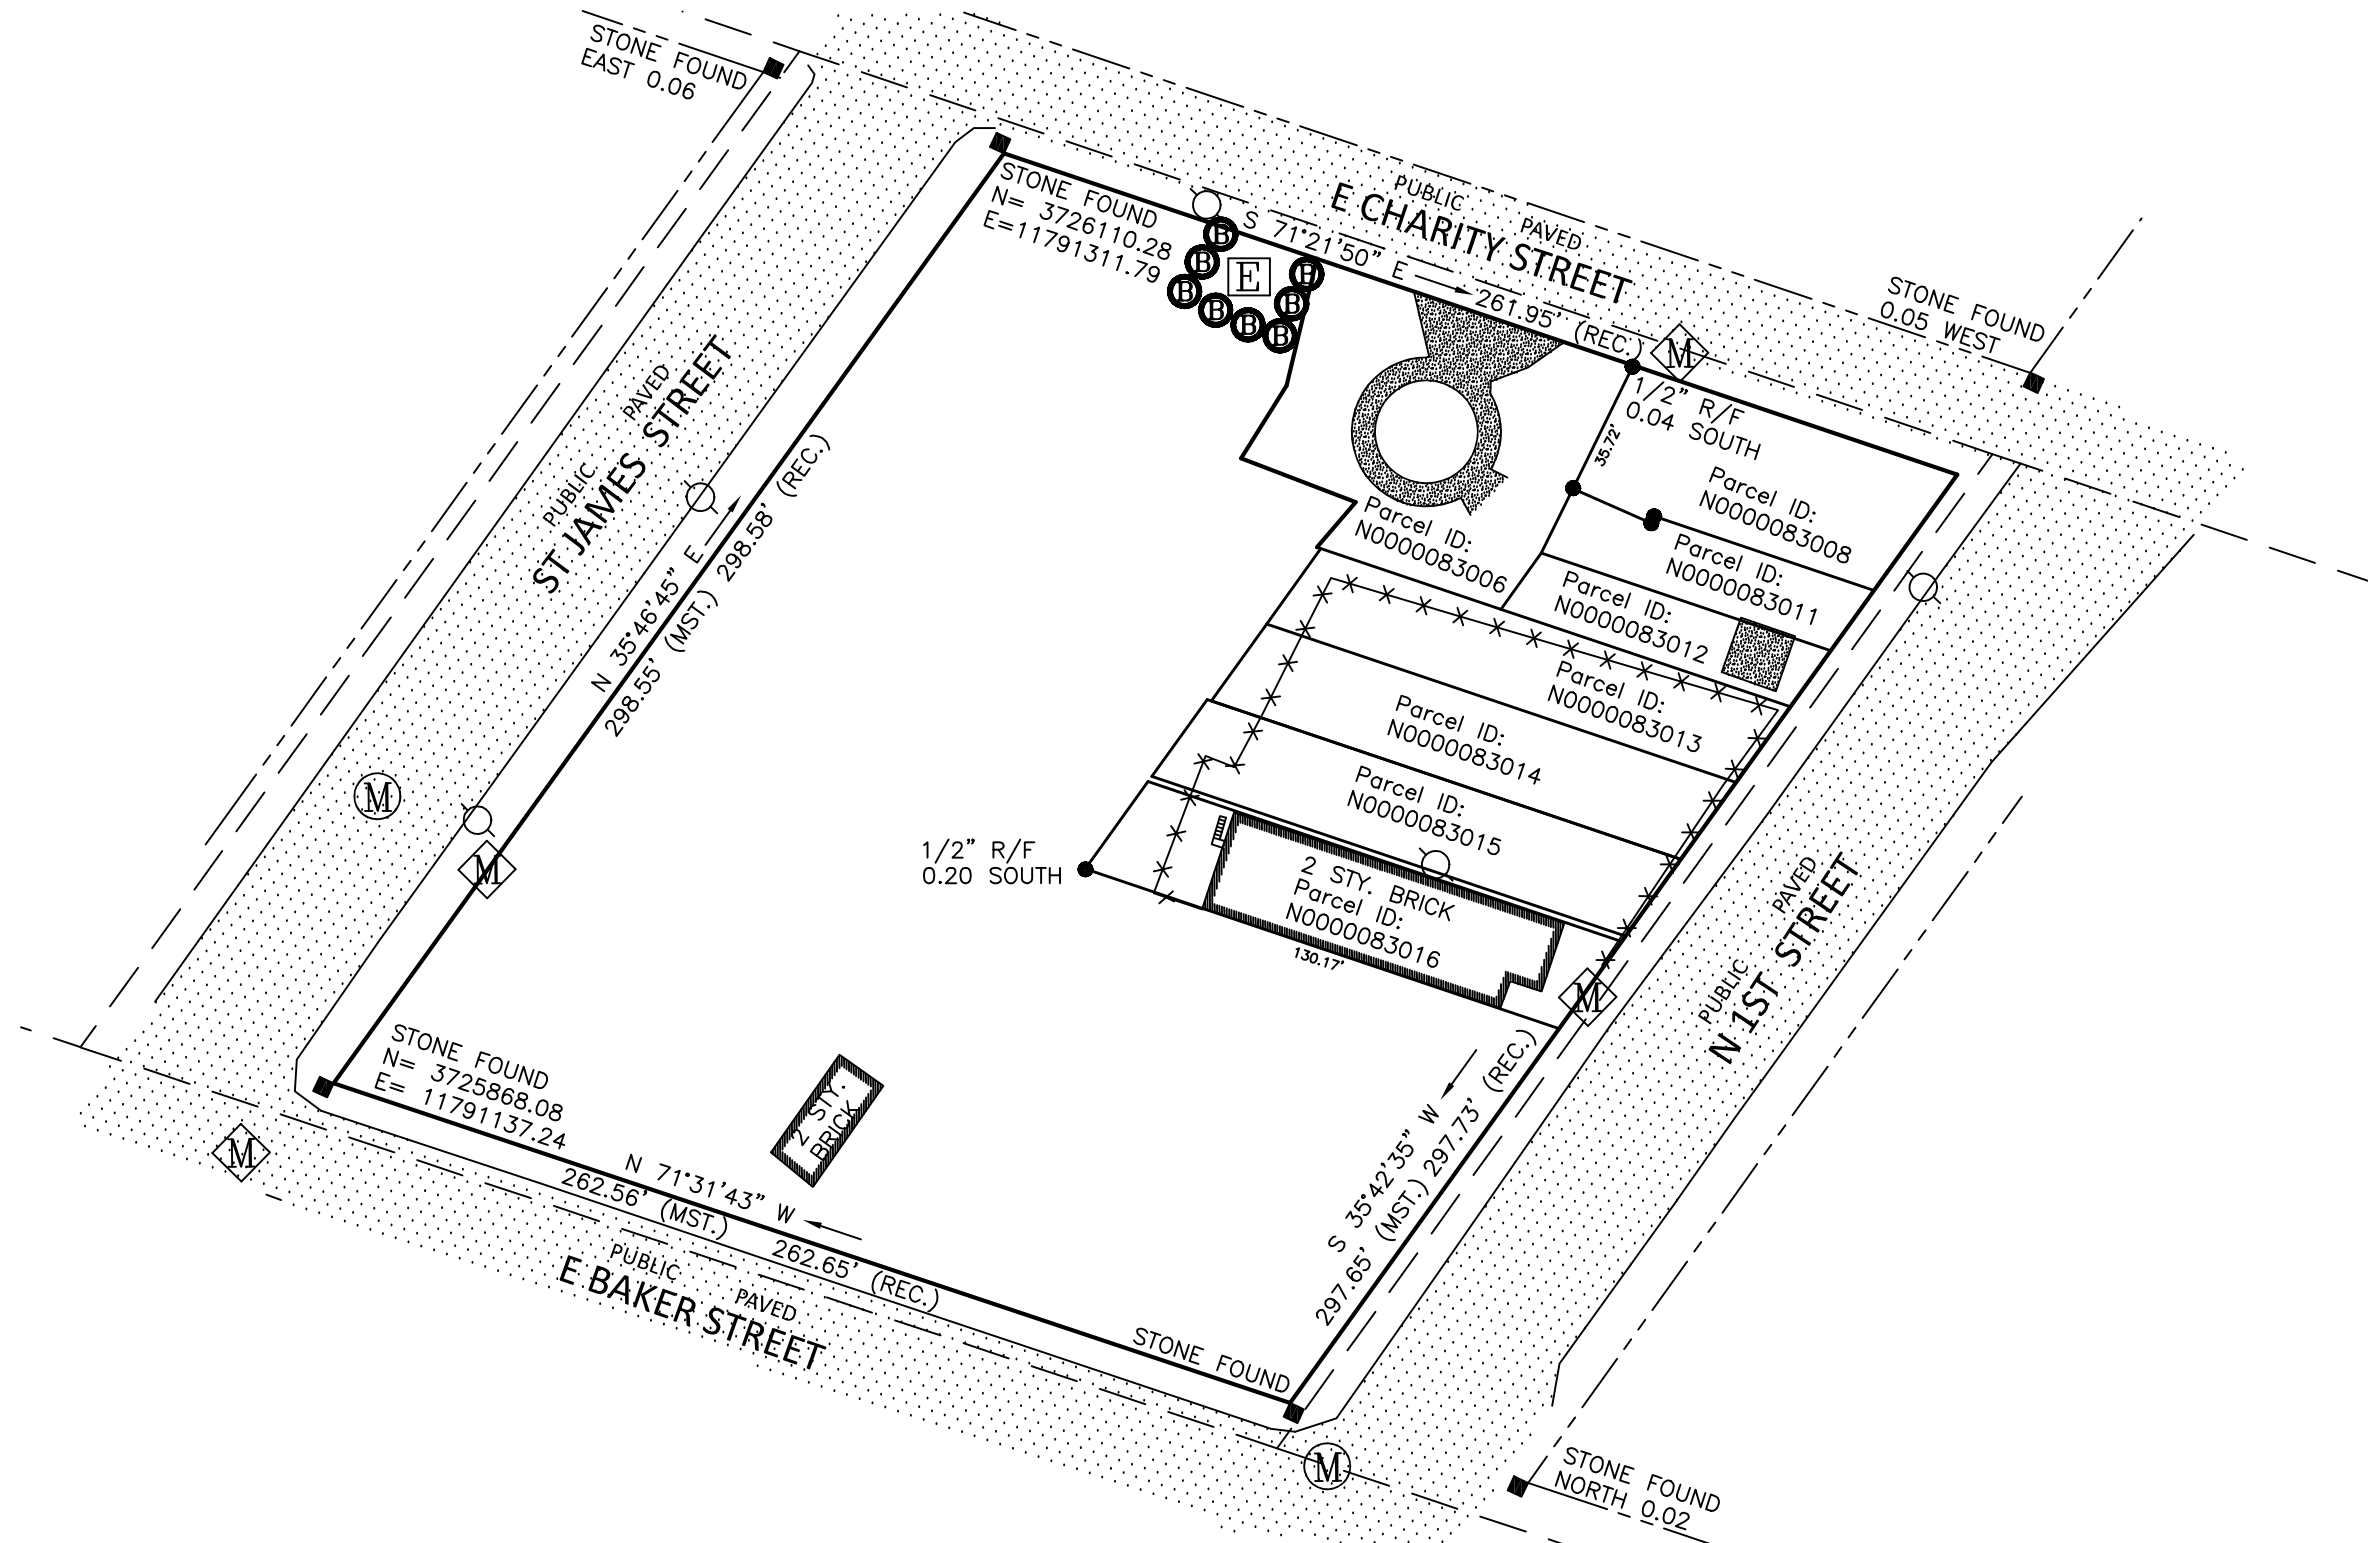 STONE FOUND
EAST 0.06
STONE FOUND
N= 3726110.28
E=11791311.79
PUBLIC
PAVED
E CHARITY STREET
S 71°21'50" E
261.95' (REC.)
STONE FOUND
0.05 WEST
B
B
B
B
B
B
B
B
E
M
1/2" R/F
0.04 SOUTH
35.72'
Parcel ID:
N0000083008
Parcel ID:
N0000083011
Parcel ID:
N0000083006
Parcel ID:
N0000083012
Parcel ID:
N0000083013
Parcel ID:
N0000083014
Parcel ID:
N0000083015
2 STY. BRICK
Parcel ID:
N0000083016
130.17'
1/2" R/F
0.20 SOUTH
PAVED
PUBLIC
ST JAMES STREET
N 35°46'45" E
298.58' (REC.)
298.55' (MST.)
M
M
M
PAVED
PUBLIC
N 1ST STREET
S 35°42'35" W
297.65' (MST.) 297.73' (REC.)
STONE FOUND
N= 3725868.08
E= 11791137.24
2 STY.
BRICK
M
N 71°31'43" W
262.56' (MST.)
262.65' (REC.)
PUBLIC
PAVED
E BAKER STREET
STONE FOUND
M
STONE FOUND
NORTH 0.02